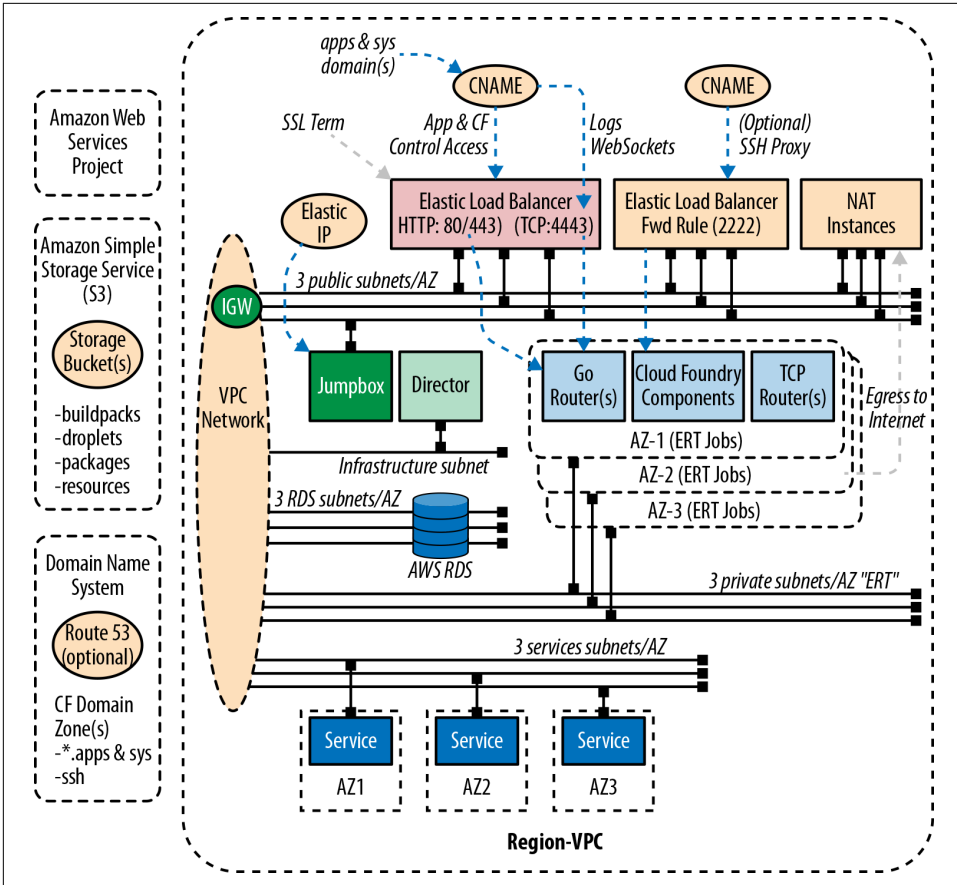 Amazon Web
Services
Project
Amazon Simple
Storage Service
(S3)
Storage
Bucket(s)
-buildpacks
-droplets
-packages
-resources
Domain Name
System
Route 53
(optional)
CF Domain
Zone(s)
-*.apps & sys
-ssh
apps & sys
domain(s)
CNAME
CNAME
SSL Term
App & CF
Control Access
Logs
WebSockets
(Optional)
SSH Proxy
Elastic
IP
Elastic Load Balancer
HTTP: 80/443) (TCP:4443)
Elastic Load Balancer
Fwd Rule (2222)
NAT
Instances
3 public subnets/AZ
IGW
VPC
Network
Jumpbox
Director
Go
Router(s)
Cloud Foundry
Components
TCP
Router(s)
Egress to
Internet
AZ-1 (ERT Jobs)
AZ-2 (ERT Jobs)
AZ-3 (ERT Jobs)
Infrastructure subnet
3 RDS subnets/AZ
AWS RDS
3 private subnets/AZ "ERT"
3 services subnets/AZ
Service
Service
Service
AZ1
AZ2
AZ3
Region-VPC